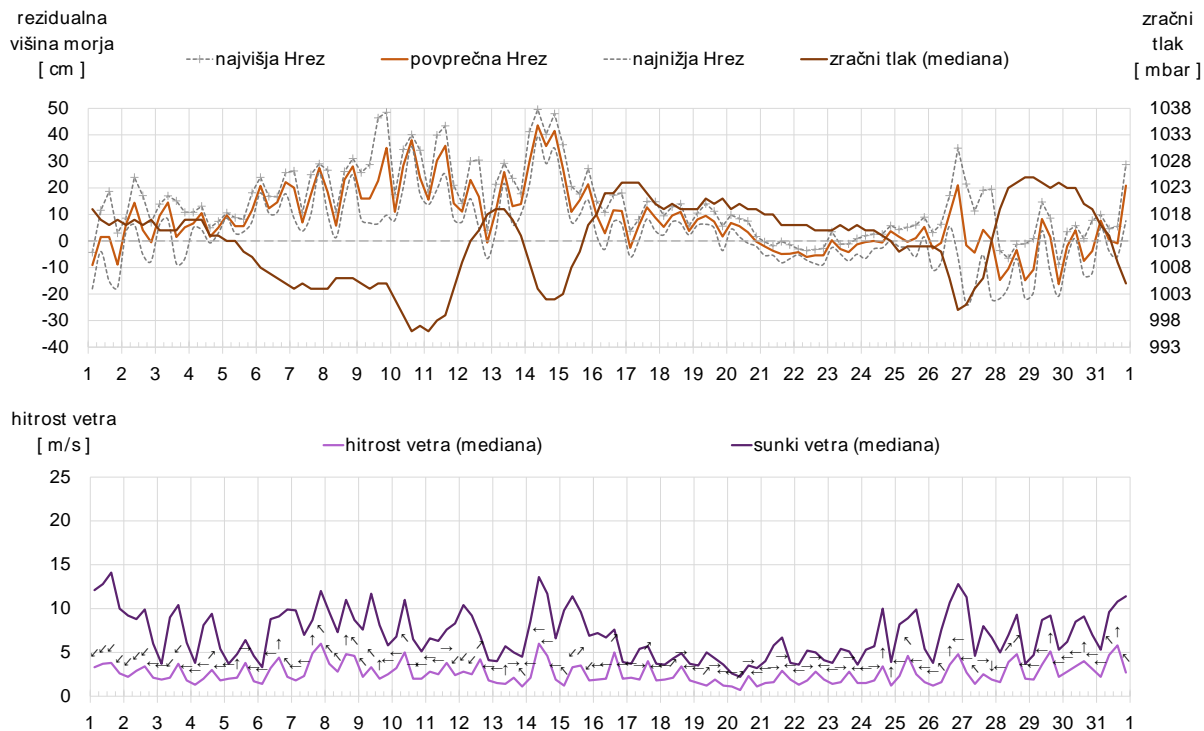 rezidualna
višina morja
[ cm ]
zračni
tlak
[ mbar ]
najvišja Hrez
povprečna Hrez
najnižja Hrez
zračni tlak (mediana)
50 1038
40 1033
30 1028
20 1023
10 1018
0 1013
-10 1008
-20 1003
-30 998
-40 993
1 2 3 4 5 6 7 8 9 10 11 12 13 14 15 16 17 18 19 20 21 22 23 24 25 26 27 28 29 30 31 1
hitrost vetra
[ m/s ]
hitrost vetra (mediana)
sunki vetra (mediana)
25
20
15
10
5
0
1 2 3 4 5 6 7 8 9 10 11 12 13 14 15 16 17 18 19 20 21 22 23 24 25 26 27 28 29 30 31 1